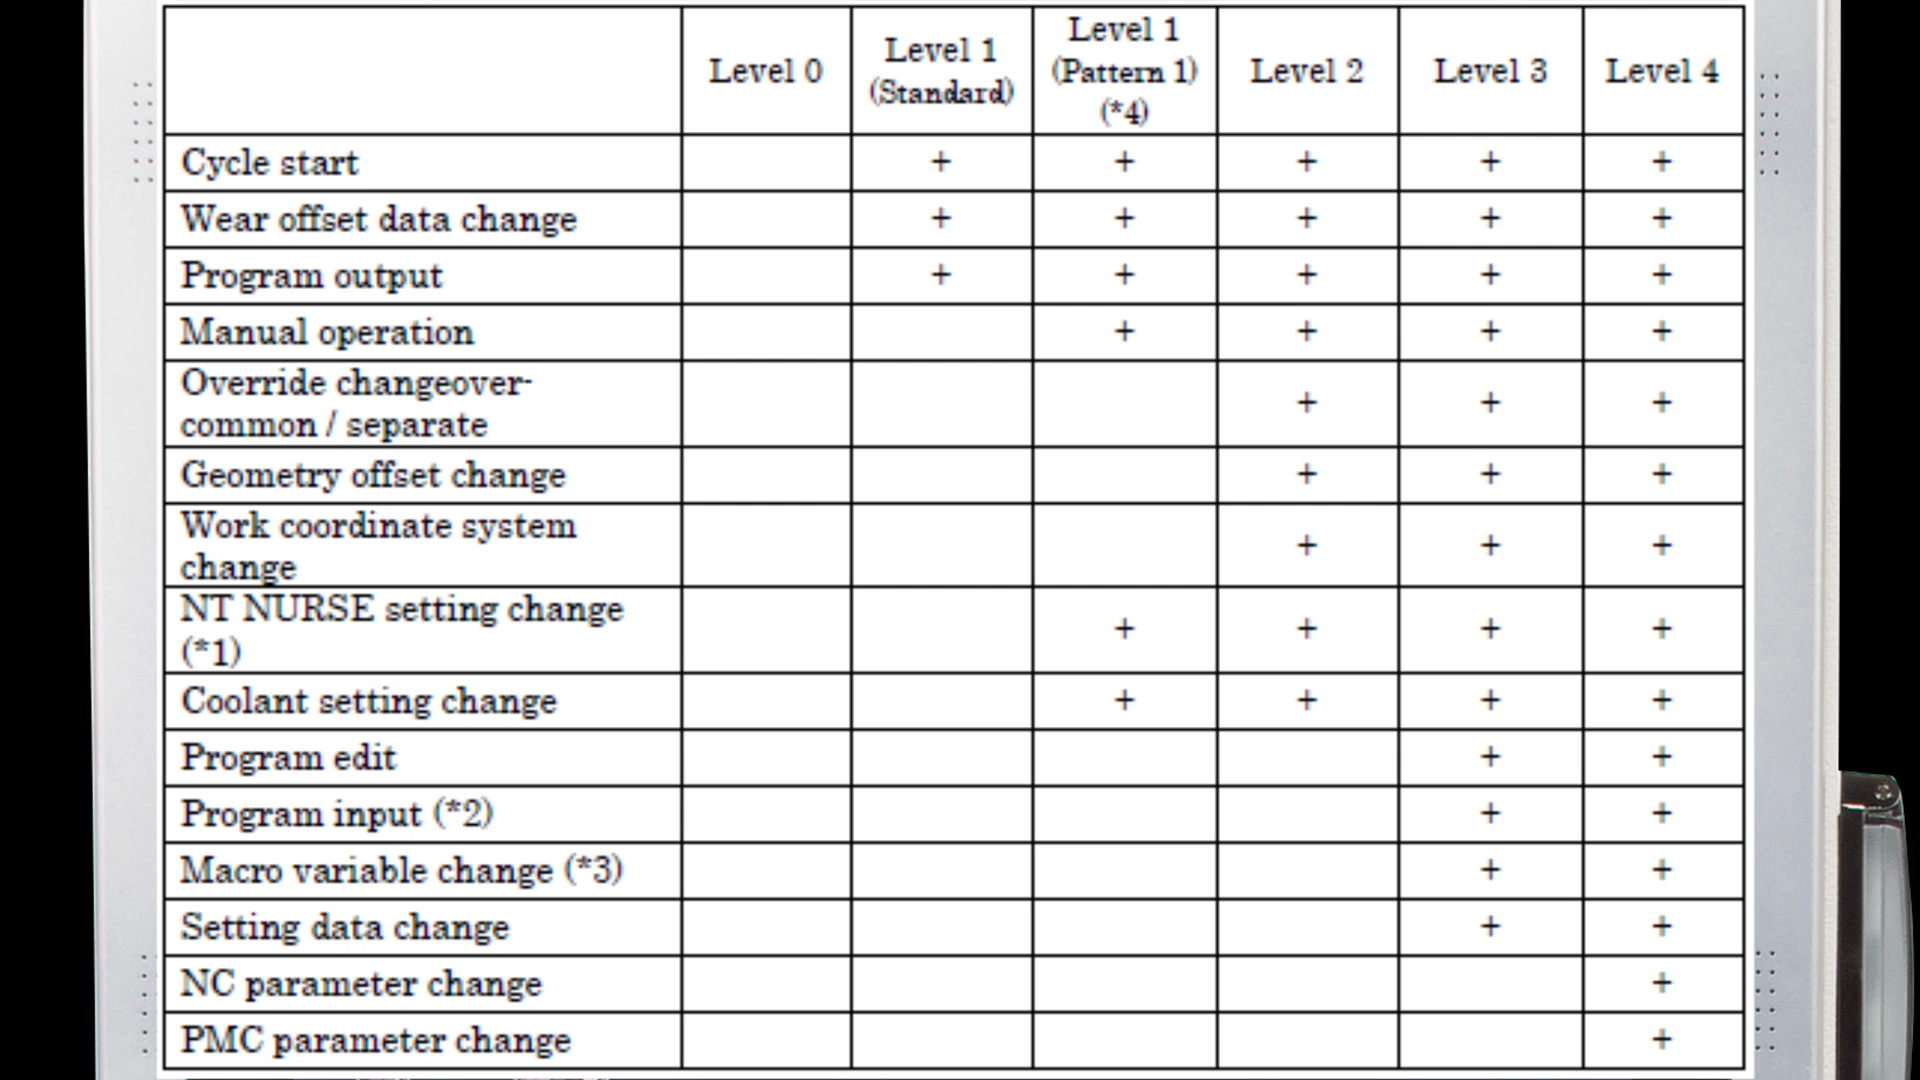 Level 0 Level 1 (Standard) Level 1 (Pattern 1) (*4) Level 2 Level 3 Level 4
Cycle start + + + + +
Wear offset data change + + + + +
Program output + + + + +
Manual operation + + + +
Override changeover-
common / separate + + +
Geometry offset change + + +
Work coordinate system
change + + +
NT NURSE setting change
(*1) + + + +
Coolant setting change + + + +
Program edit + +
Program input (*2) + +
Macro variable change (*3) + +
Setting data change + +
NC parameter change +
PMC parameter change +